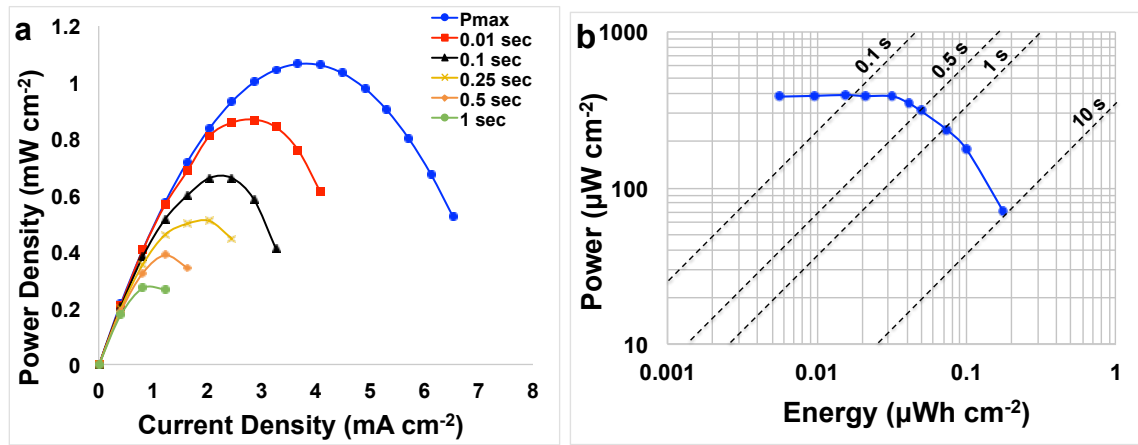 a
Power Density (mW cm-2)
1.2
1
0.8
0.6
0.4
0.2
0
0 1 2 3 4 5 6 7 8
Current Density (mA cm-2)
Pmax
0.01 sec
0.1 sec
0.25 sec
0.5 sec
1 sec
b
Power (µW cm-2)
1000
100
10
0.001 0.01 0.1 1
Energy (µWh cm-2)
0.1 s
0.5 s
1 s
10 s